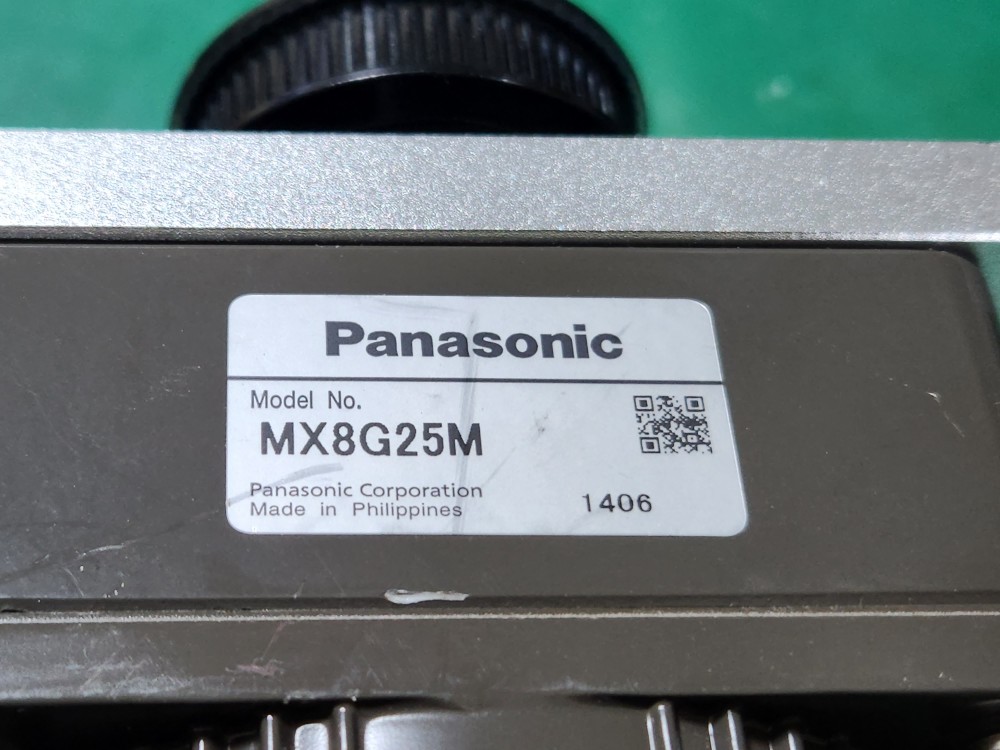 Panasonic
Model No.
MX8G25M
Panasonic Corporation
Made in Philippines
1406